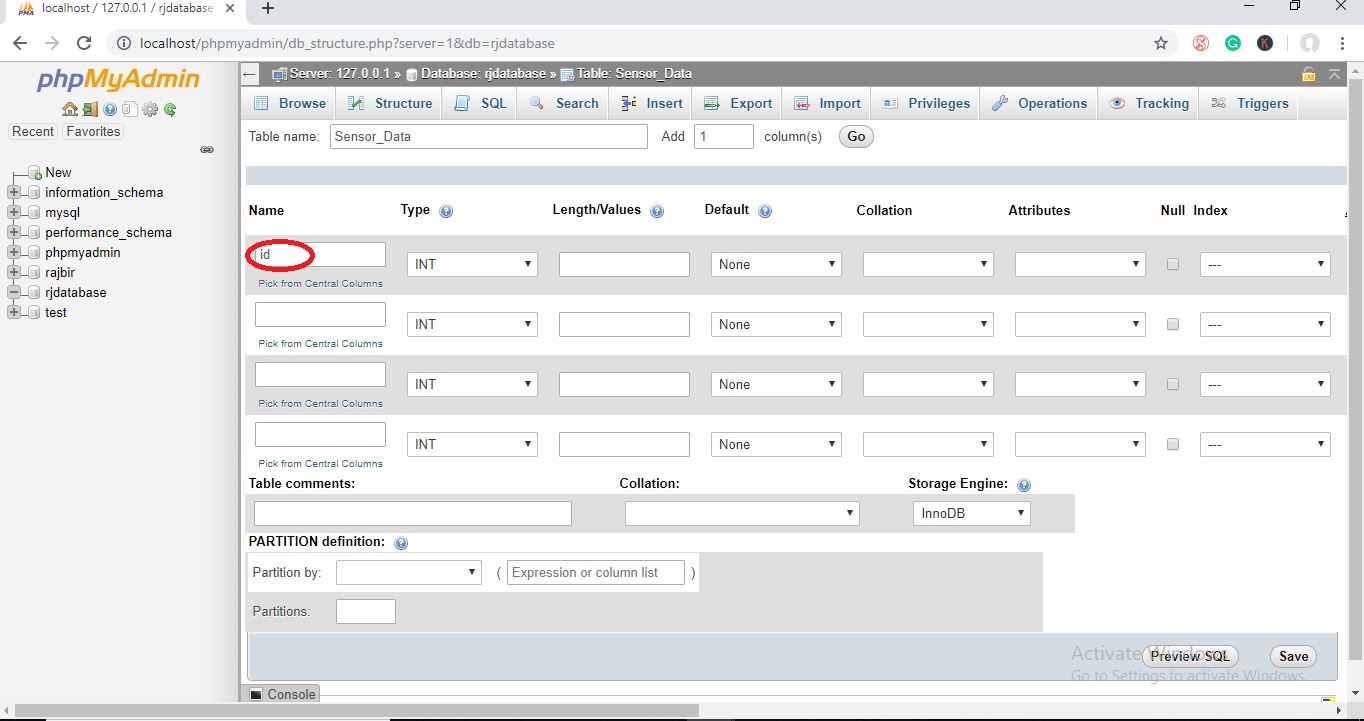 localhost / 127.0.0.1 / rjdatabase
localhost/phpmyadmin/db_structure.php?server=1&db=rjdatabase
phpMyAdmin
Recent Favorites
New
information_schema
mysql
performance_schema
phpmyadmin
rajbir
rjdatabase
test
Server: 127.0.0.1 » Database: rjdatabase » Table: Sensor_Data
Browse Structure SQL Search Insert Export Import Privileges Operations Tracking Triggers
Table name: Sensor_Data Add 1 column(s) Go
Name Type Length/Values Default Collation Attributes Null Index
id INT None ---
Pick from Central Columns
INT None ---
Pick from Central Columns
INT None ---
Pick from Central Columns
INT None ---
Pick from Central Columns
Table comments: Collation: Storage Engine:
InnoDB
PARTITION definition:
Partition by: ( Expression or column list )
Partitions:
Activate Windows
Preview SQL Save
Go to Settings to activate Windows.
Console